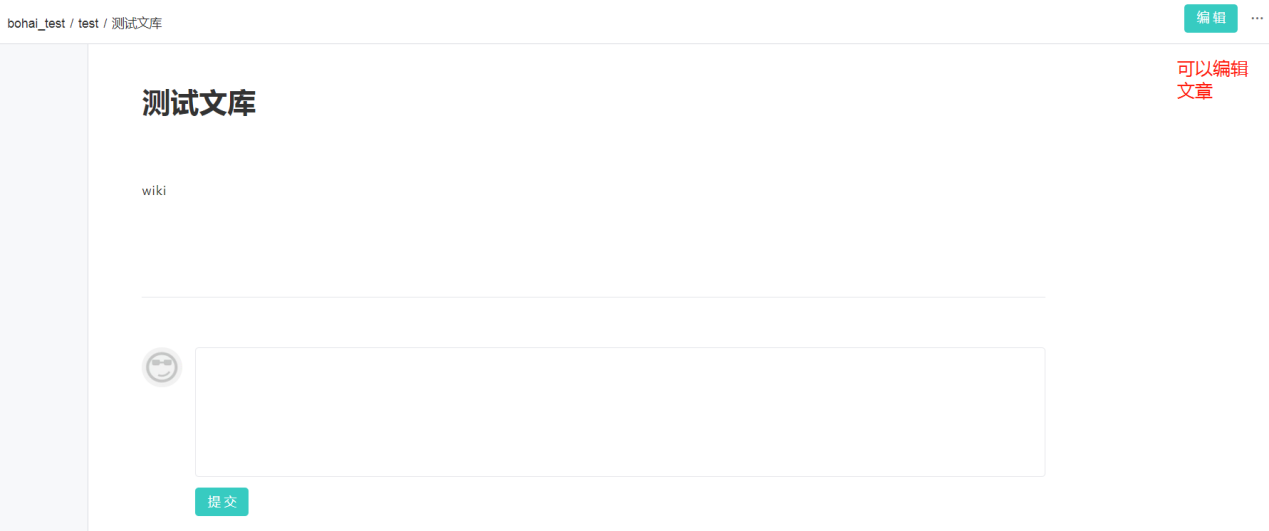 bohai_test / test / 测试文库
编 辑 ···
可以编辑
文章
测试文库
wiki
提 交